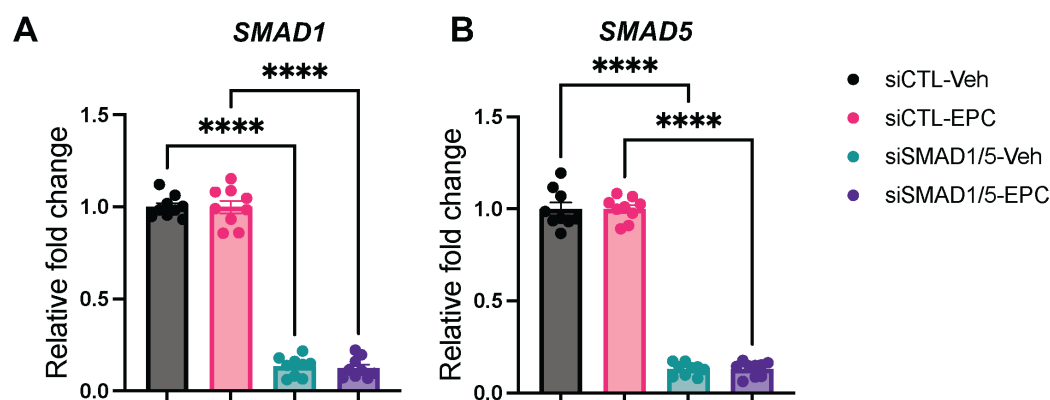 A
SMAD1
Relative fold change
1.5
1.0
0.5
0.0
****
****
B
SMAD5
Relative fold change
1.5
1.0
0.5
0.0
****
****
siCTL-Veh
siCTL-EPC
siSMAD1/5-Veh
siSMAD1/5-EPC